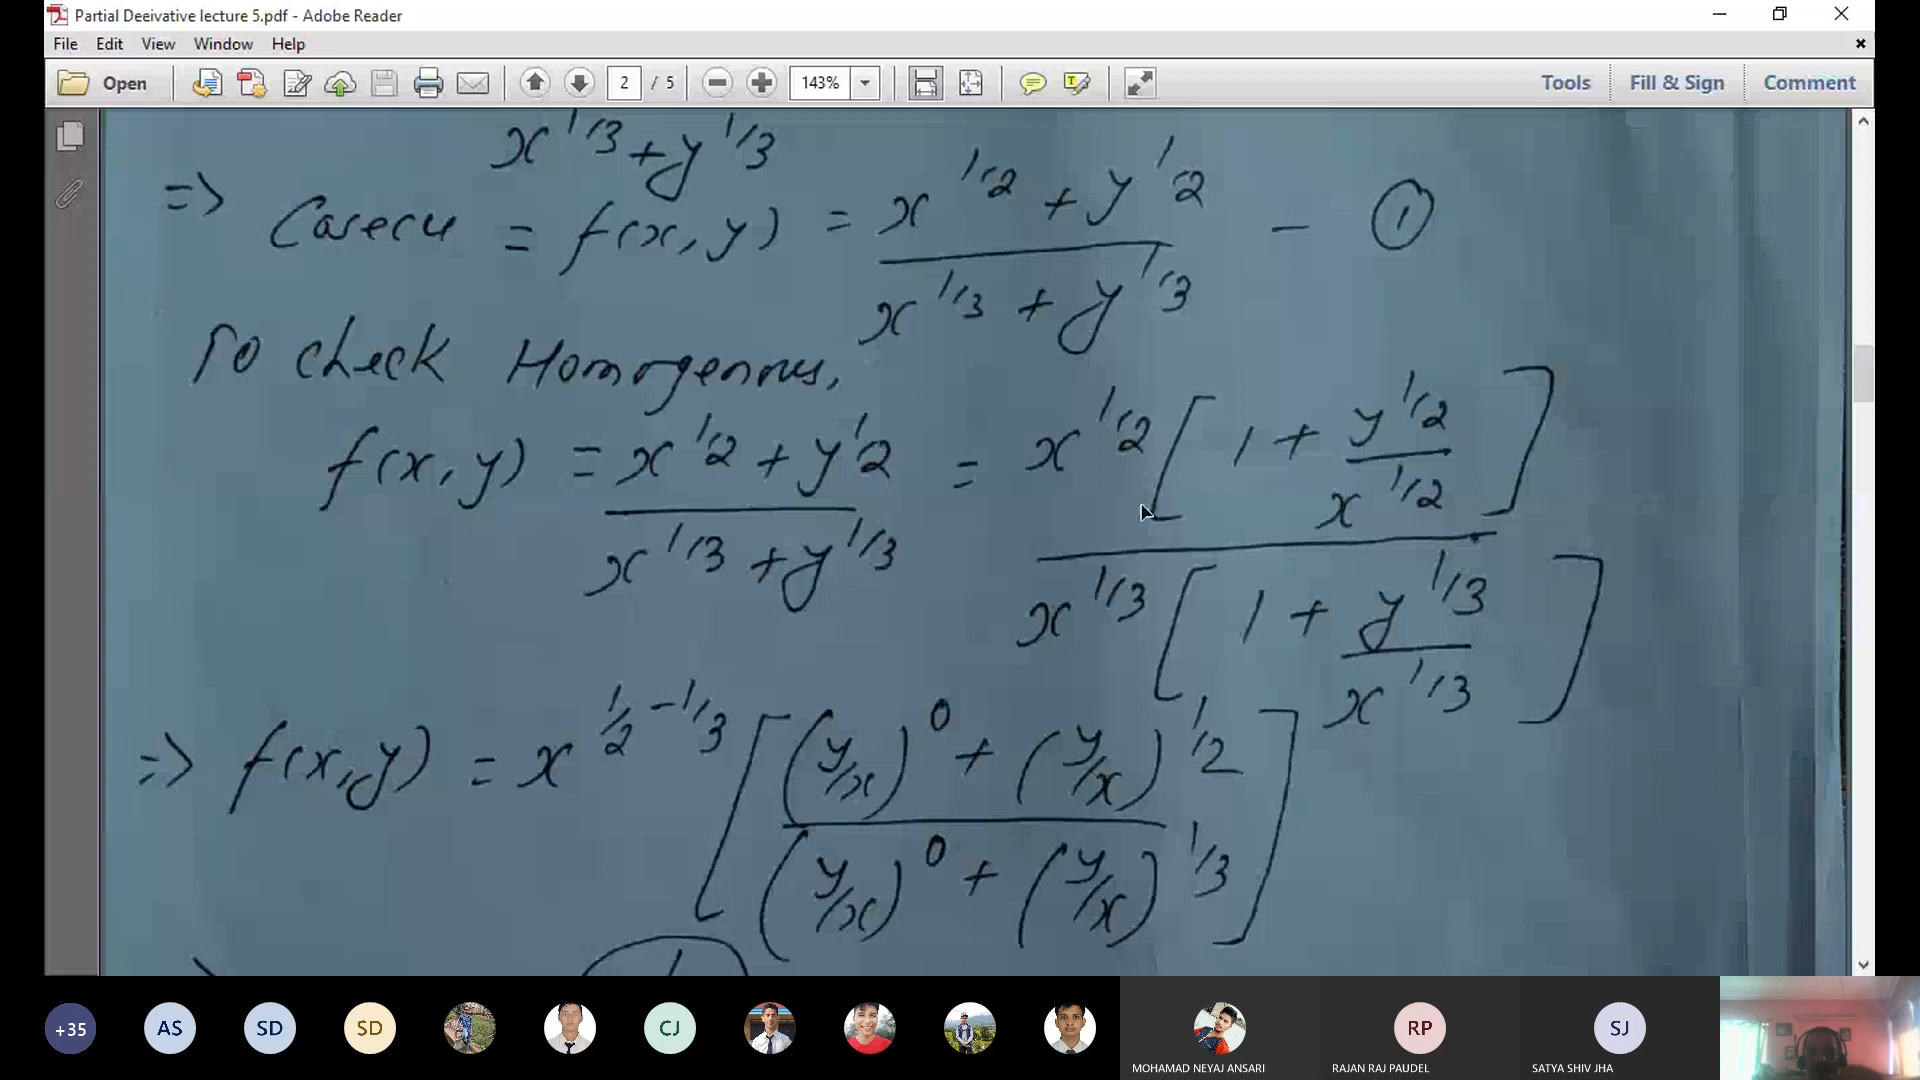 Partial Deeivative lecture 5.pdf - Adobe Reader
File Edit View Window Help
Open 2 / 5 143% Tools Fill & Sign Comment
x^1/3 + y^1/3
=> Cosecu = f(x, y) = (x^1/2 + y^1/2) / (x^1/3 + y^1/3) - ①
To check Homogenous,
f(x, y) = (x^1/2 + y^1/2) / (x^1/3 + y^1/3) = x^1/2 [1 + y^1/2 / x^1/2] / x^1/3 [1 + y^1/3 / x^1/3]
=> f(x, y) = x^1/2 - 1/3 [((y/x)^0 + (y/x)^1/2) / ((y/x)^0 + (y/x)^1/3)]
+35 AS SD SD CJ RP SJ
MOHAMAD NEYAJ ANSARI RAJAN RAJ PAUDEL SATYA SHIV JHA